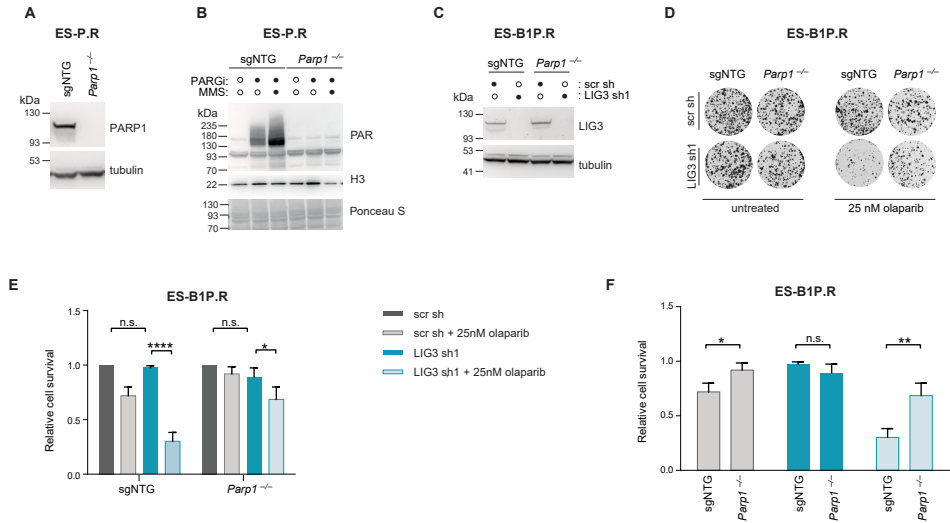 A
ES-P.R
sgNTG
Parp1 –/–
kDa
130
93
53
PARP1
tubulin
B
ES-P.R
sgNTG
Parp1 –/–
PARGi:
MMS:
kDa
235
180
130
93
70
22
130
93
70
PAR
H3
Ponceau S
C
ES-B1P.R
sgNTG
Parp1 –/–
: scr sh
: LIG3 sh1
kDa
130
93
53
41
LIG3
tubulin
D
ES-B1P.R
sgNTG
Parp1 –/–
sgNTG
Parp1 –/–
scr sh
LIG3 sh1
untreated
25 nM olaparib
E
ES-B1P.R
Relative cell survival
1.5
1.0
0.5
0.0
n.s.
****
n.s.
*
sgNTG
Parp1 –/–
scr sh
scr sh + 25nM olaparib
LIG3 sh1
LIG3 sh1 + 25nM olaparib
F
ES-B1P.R
Relative cell survival
1.5
1.0
0.5
0.0
*
n.s.
**
sgNTG
Parp1 –/–
sgNTG
Parp1 –/–
sgNTG
Parp1 –/–